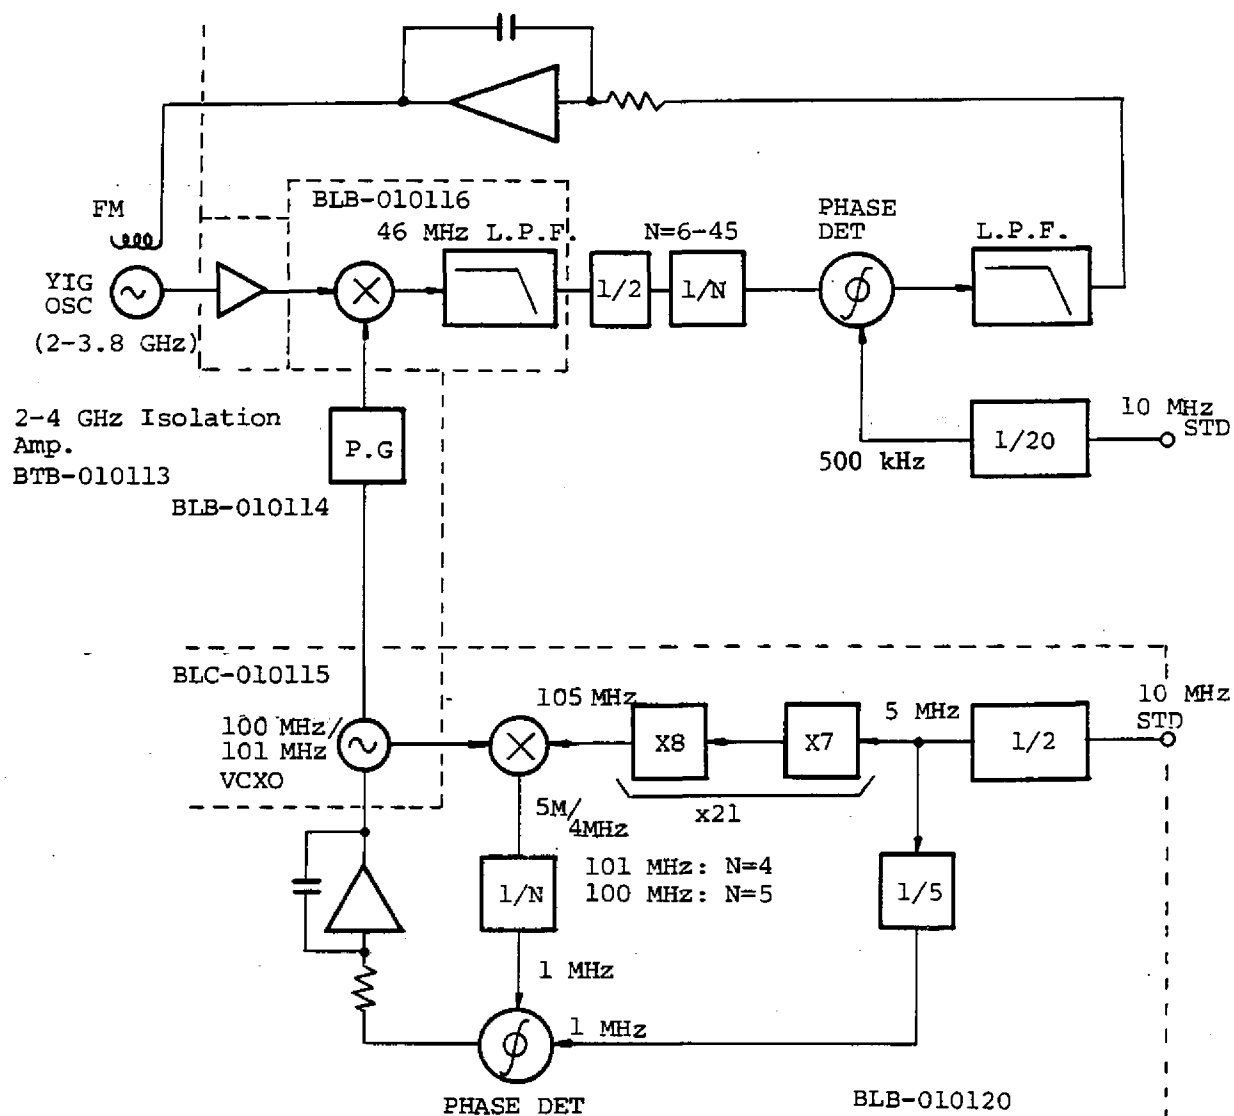 BLB-010116
FM
46 MHz L.P.F.
N=6-45
PHASE
DET
L.P.F.
YIG
OSC
(2-3.8 GHz)
1/2
1/N
2-4 GHz Isolation
Amp.
BTB-010113
P.G
BLB-010114
500 kHz
1/20
10 MHz
STD
BLC-010115
100 MHz/
101 MHz
VCXO
105 MHz
X8
X7
5 MHz
1/2
10 MHz
STD
x21
5M/
4MHz
1/N
101 MHz: N=4
100 MHz: N=5
1/5
1 MHz
1 MHz
PHASE DET
BLB-010120